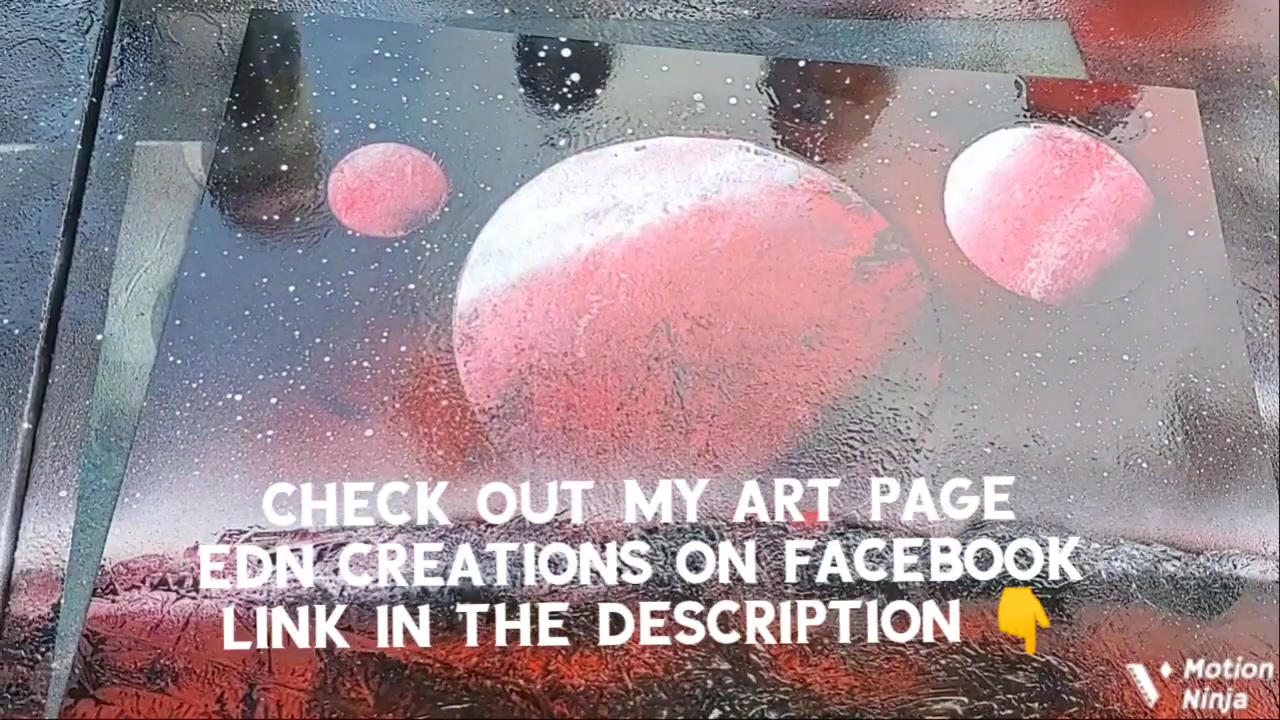 CHECK OUT MY ART PAGE
EDN CREATIONS ON FACEBOOK
LINK IN THE DESCRIPTION 👇
Motion
Ninja